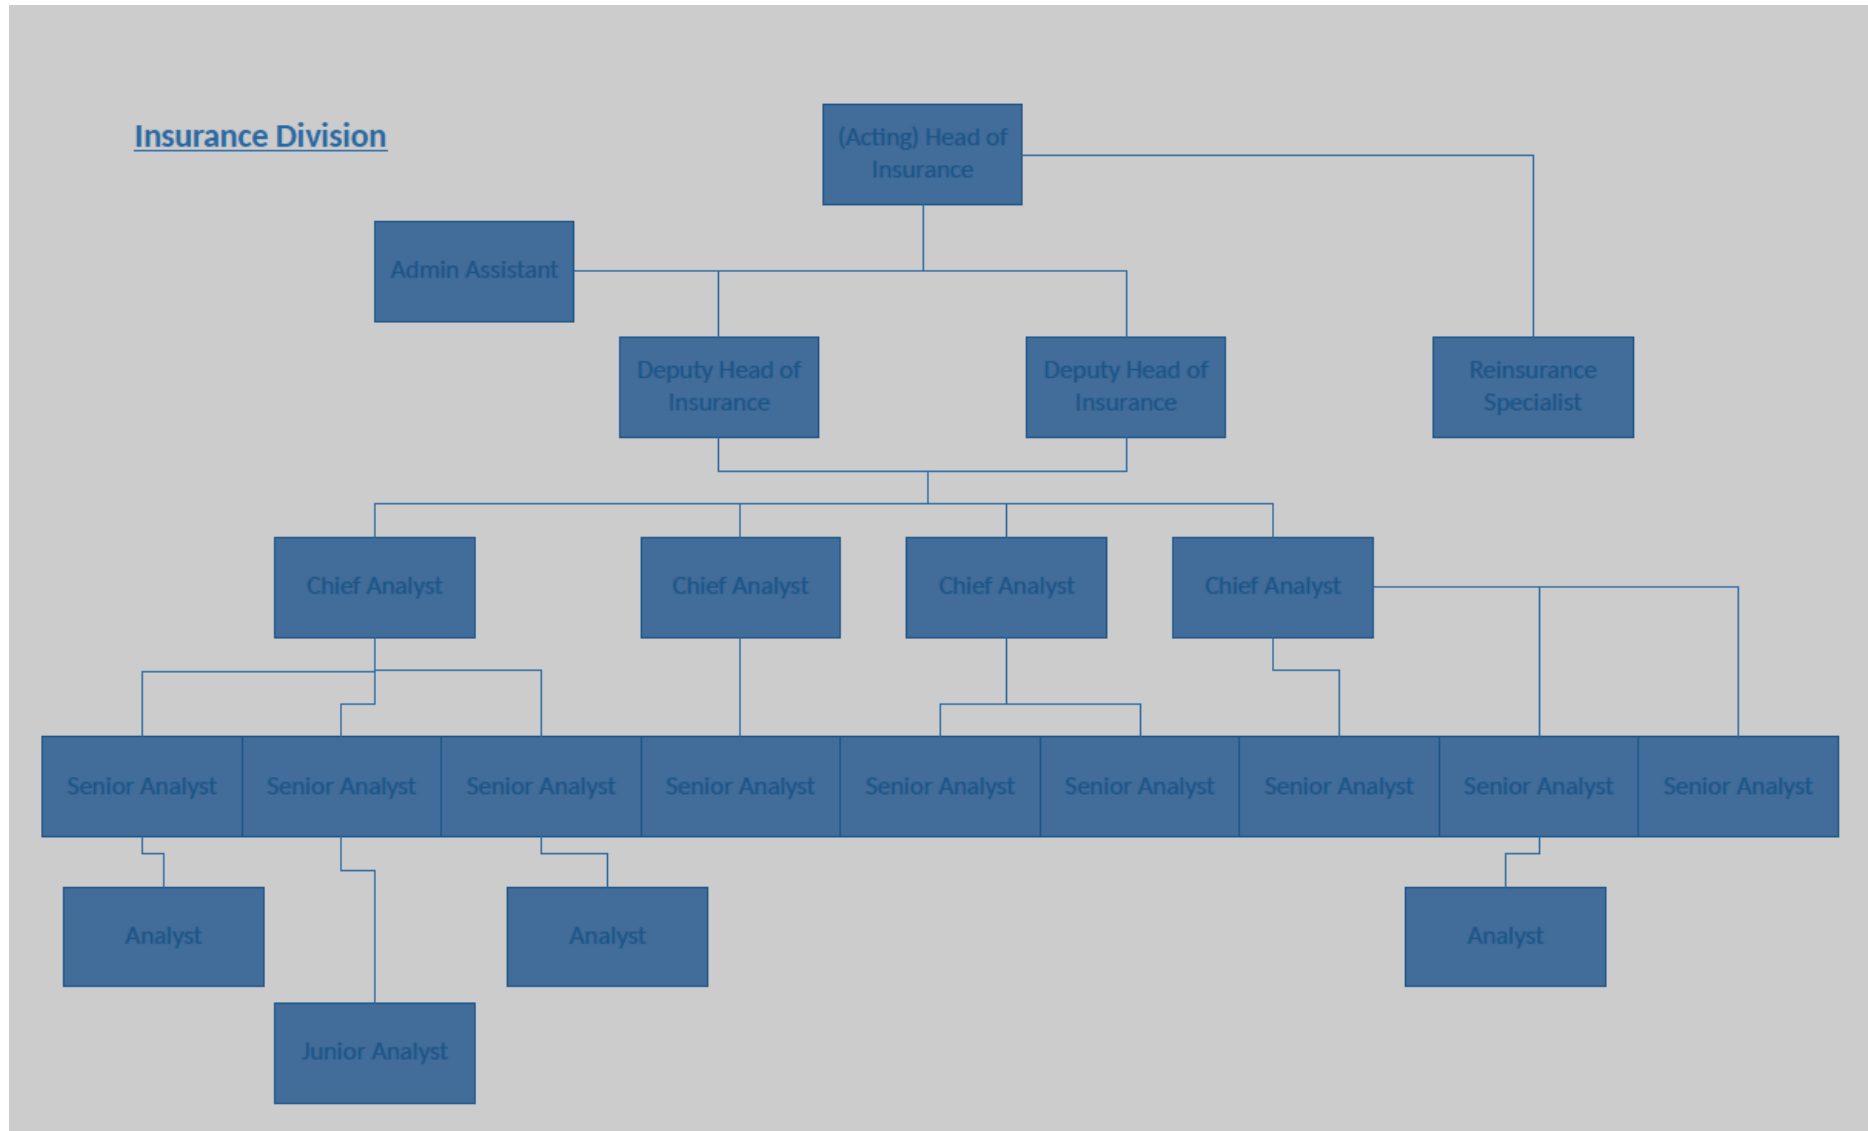 Insurance Division
(Acting) Head of
Insurance
Admin Assistant
Deputy Head of
Insurance
Deputy Head of
Insurance
Reinsurance
Specialist
Chief Analyst
Chief Analyst
Chief Analyst
Chief Analyst
Senior Analyst
Senior Analyst
Senior Analyst
Senior Analyst
Senior Analyst
Senior Analyst
Senior Analyst
Senior Analyst
Senior Analyst
Analyst
Analyst
Analyst
Junior Analyst